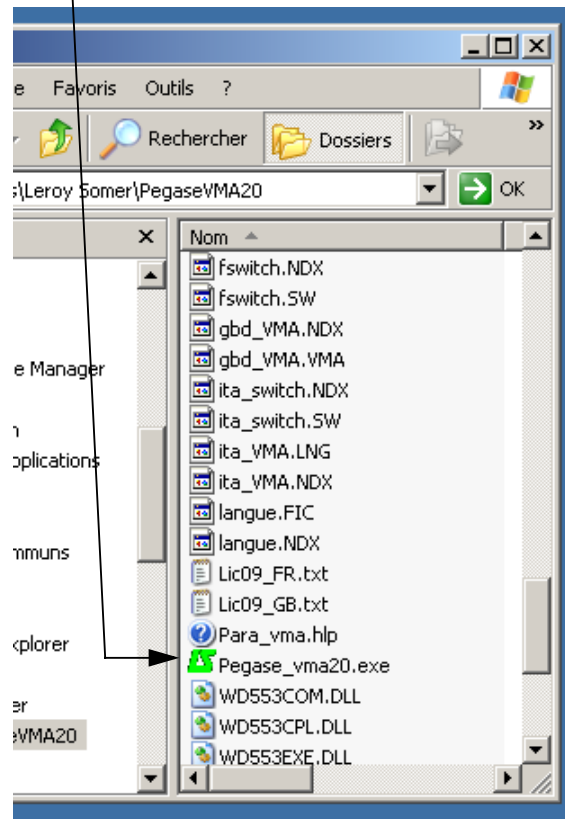 e Favoris Outils ?
Rechercher Dossiers »
s\Leroy Somer\PegaseVMA20 OK
Nom
fswitch.NDX
fswitch.SW
gbd_VMA.NDX
gbd_VMA.VMA
ita_switch.NDX
e Manager
ita_switch.SW
ita_VMA.LNG
pplications
ita_VMA.NDX
langue.FIC
langue.NDX
mmuns
Lic09_FR.txt
Lic09_GB.txt
Para_vma.hlp
xplorer
Pegase_vma20.exe
WD553COM.DLL
er
WD553CPL.DLL
eVMA20
WD553EXE.DLL